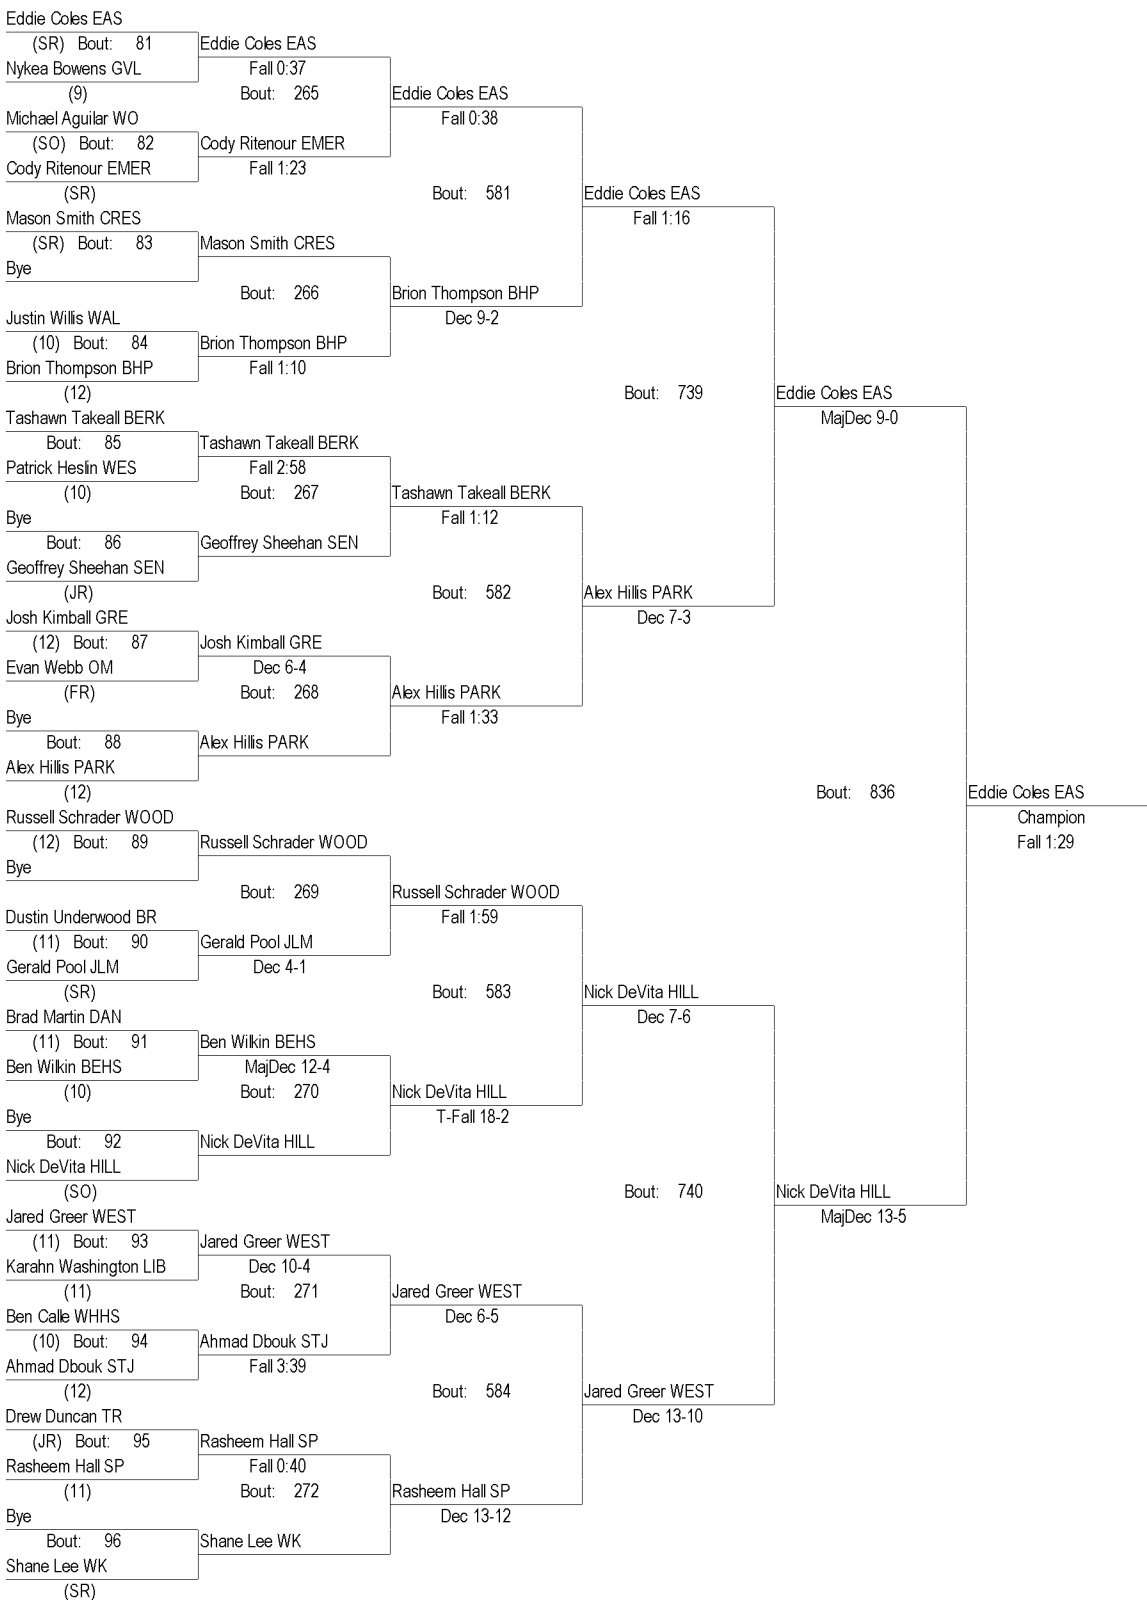 Eddie Coles EAS
(SR) Bout: 81 Eddie Coles EAS
Nykea Bowens GVL Fall 0:37
(9) Bout: 265 Eddie Coles EAS
Michael Aguilar WO Fall 0:38
(SO) Bout: 82 Cody Ritenour EMER
Cody Ritenour EMER Fall 1:23
(SR) Bout: 581 Eddie Coles EAS
Mason Smith CRES Fall 1:16
(SR) Bout: 83 Mason Smith CRES
Bye
Bout: 266 Brion Thompson BHP
Justin Willis WAL Dec 9-2
(10) Bout: 84 Brion Thompson BHP
Brion Thompson BHP Fall 1:10
(12) Bout: 739 Eddie Coles EAS
Tashawn Takeall BERK MajDec 9-0
Bout: 85 Tashawn Takeall BERK
Patrick Heslin WES Fall 2:58
(10) Bout: 267 Tashawn Takeall BERK
Bye Fall 1:12
Bout: 86 Geoffrey Sheehan SEN
Geoffrey Sheehan SEN
(JR) Bout: 582 Alex Hillis PARK
Josh Kimball GRE Dec 7-3
(12) Bout: 87 Josh Kimball GRE
Evan Webb OM Dec 6-4
(FR) Bout: 268 Alex Hillis PARK
Bye Fall 1:33
Bout: 88 Alex Hillis PARK
Alex Hillis PARK
(12) Bout: 836 Eddie Coles EAS
Russell Schrader WOOD Champion
(12) Bout: 89 Russell Schrader WOOD Fall 1:29
Bye
Bout: 269 Russell Schrader WOOD
Dustin Underwood BR Fall 1:59
(11) Bout: 90 Gerald Pool JLM
Gerald Pool JLM Dec 4-1
(SR) Bout: 583 Nick DeVita HILL
Brad Martin DAN Dec 7-6
(11) Bout: 91 Ben Wilkin BEHS
Ben Wilkin BEHS MajDec 12-4
(10) Bout: 270 Nick DeVita HILL
Bye T-Fall 18-2
Bout: 92 Nick DeVita HILL
Nick DeVita HILL
(SO) Bout: 740 Nick DeVita HILL
Jared Greer WEST MajDec 13-5
(11) Bout: 93 Jared Greer WEST
Karahn Washington LIB Dec 10-4
(11) Bout: 271 Jared Greer WEST
Ben Calle WHHS Dec 6-5
(10) Bout: 94 Ahmad Dbouk STJ
Ahmad Dbouk STJ Fall 3:39
(12) Bout: 584 Jared Greer WEST
Drew Duncan TR Dec 13-10
(JR) Bout: 95 Rasheem Hall SP
Rasheem Hall SP Fall 0:40
(11) Bout: 272 Rasheem Hall SP
Bye Dec 13-12
Bout: 96 Shane Lee WK
Shane Lee WK
(SR)